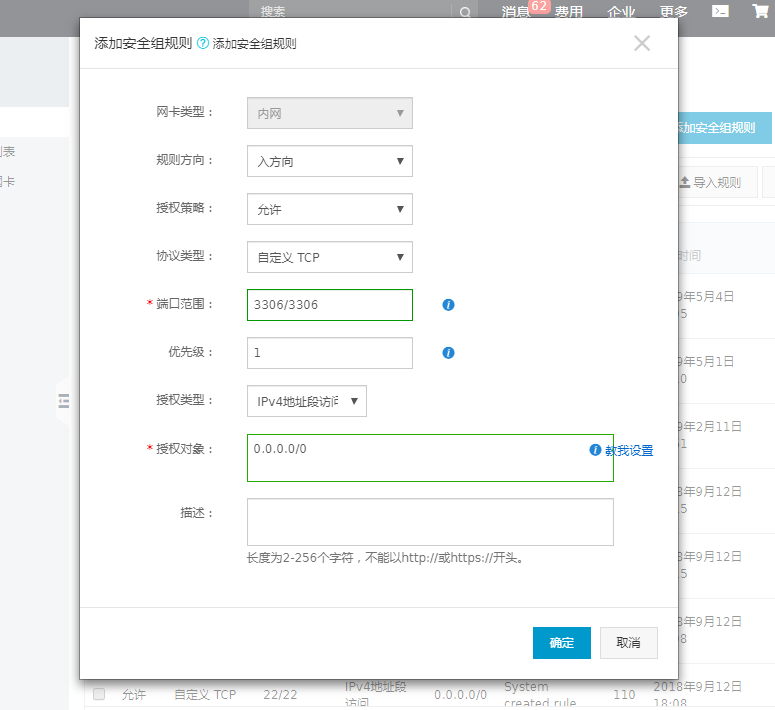 搜索
消息 62 费用 企业 更多
添加安全组规则 ? 添加安全组规则
网卡类型： 内网
规则方向： 入方向
授权策略： 允许
协议类型： 自定义 TCP
*端口范围： 3306/3306
优先级： 1
授权类型： IPv4地址段访问
*授权对象： 0.0.0.0/0 教我设置
描述：
长度为2-256个字符，不能以http://或https://开头。
确定 取消
添加安全组规则
导入规则
列表
网卡
时间
9年5月4日
5
9年5月1日
0
9年2月11日
1
8年9月12日
5
8年9月12日
5
8年9月12日
8
允许 自定义 TCP 22/22 IPv4地址段访问 0.0.0.0/0 System created rule. 110 2018年9月12日 18:08